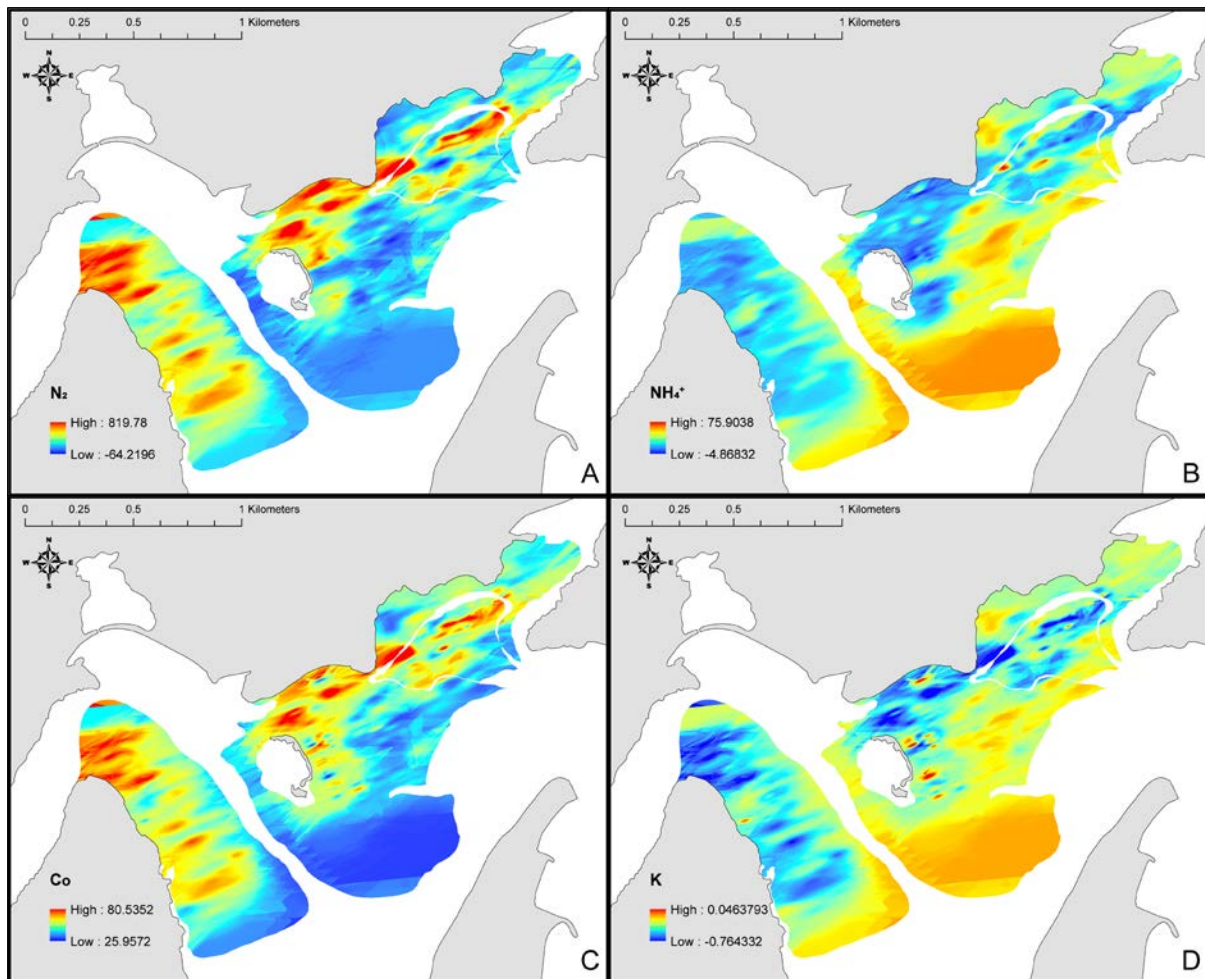 0 0.25 0.5 1 Kilometers
N
W E
S
N₂
High : 819.78
Low : -64.2196
A
0 0.25 0.5 1 Kilometers
N
W E
S
NH₄⁺
High : 75.9038
Low : -4.86832
B
0 0.25 0.5 1 Kilometers
N
W E
S
Co
High : 80.5352
Low : 25.9572
C
0 0.25 0.5 1 Kilometers
N
W E
S
K
High : 0.0463793
Low : -0.764332
D